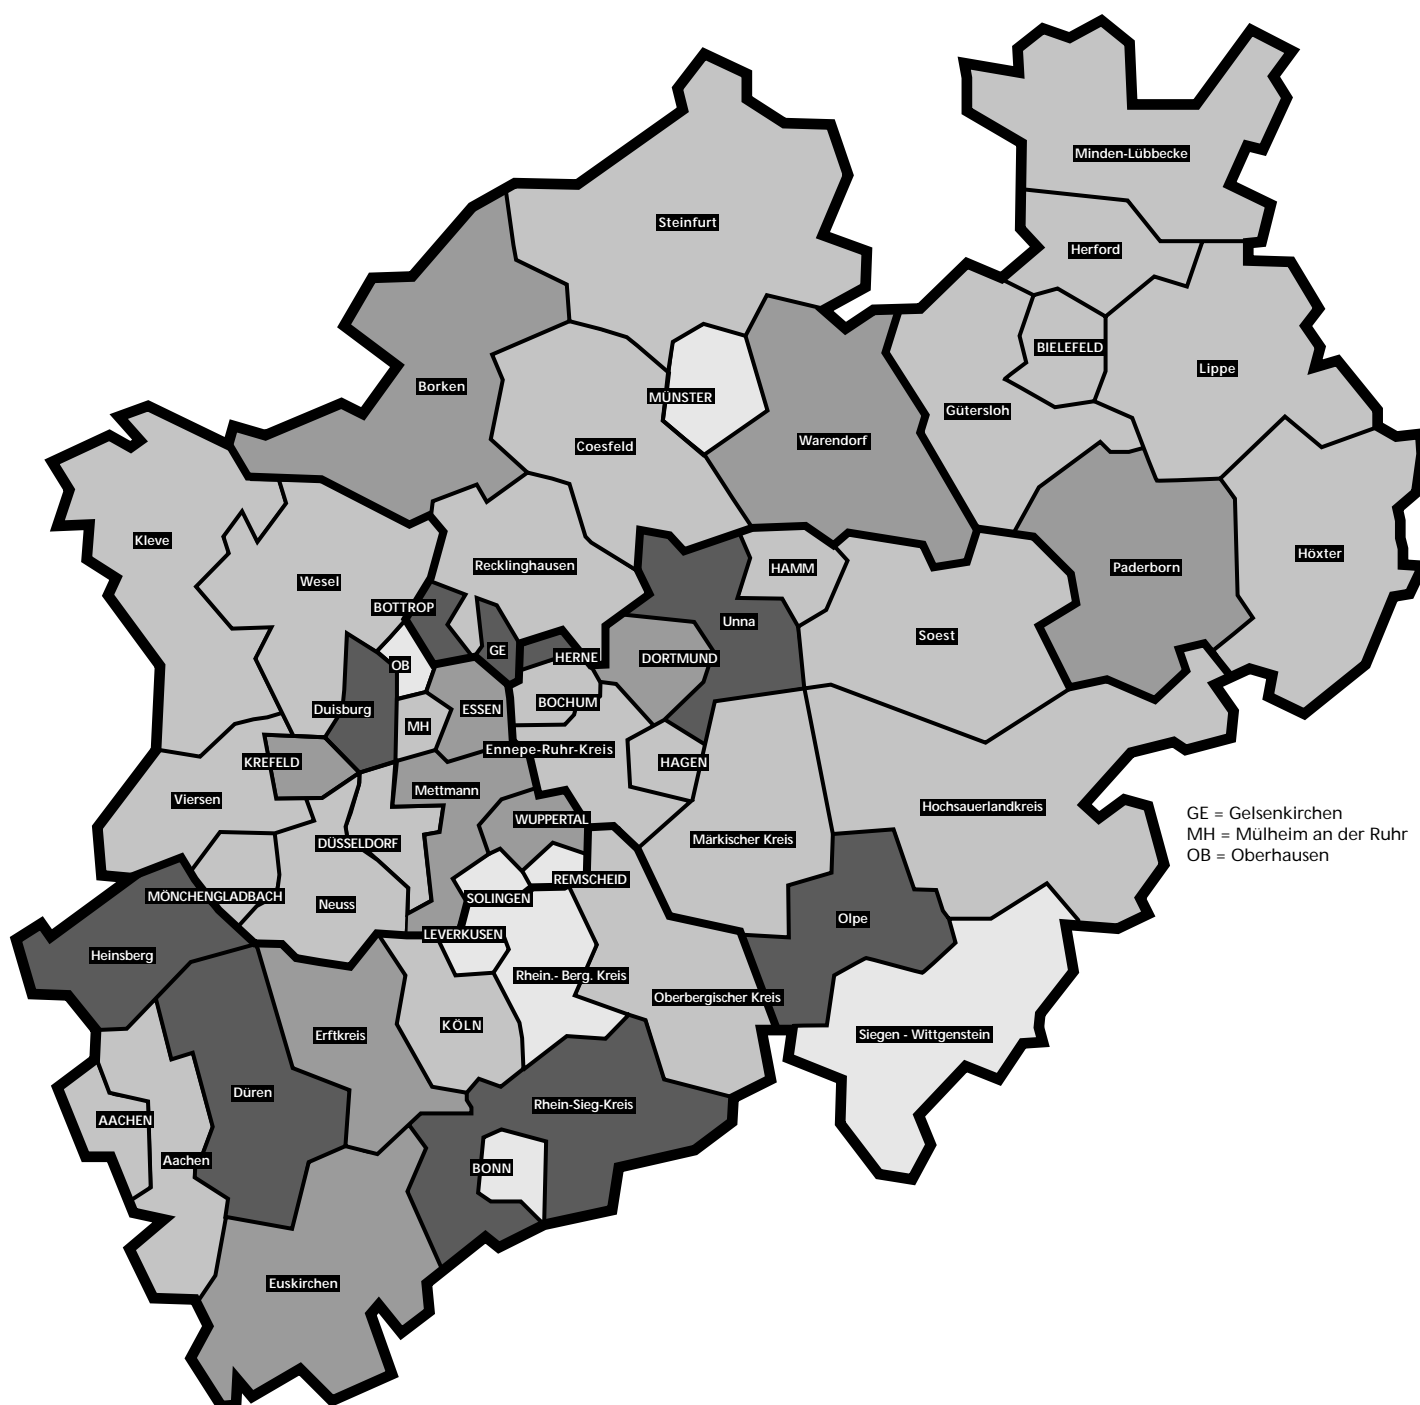 Minden-Lübbecke
Steinfurt
Herford
BIELEFELD
Lippe
Borken
MÜNSTER
Gütersloh
Warendorf
Coesfeld
Kleve
Höxter
Recklinghausen
HAMM
Paderborn
Wesel
BOTTROP
Unna
Soest
GE
HERNE
DORTMUND
OB
BOCHUM
Duisburg
ESSEN
MH
Ennepe-Ruhr-Kreis
KREFELD
HAGEN
Mettmann
Viersen
Hochsauerlandkreis
GE = Gelsenkirchen
MH = Mülheim an der Ruhr
OB = Oberhausen
WUPPERTAL
DÜSSELDORF
Märkischer Kreis
REMSCHEID
MÖNCHENGLADBACH
SOLINGEN
Neuss
Olpe
LEVERKUSEN
Heinsberg
Rhein.- Berg. Kreis
Oberbergischer Kreis
KÖLN
Erftkreis
Siegen - Wittgenstein
Düren
Rhein-Sieg-Kreis
AACHEN
Aachen
BONN
Euskirchen